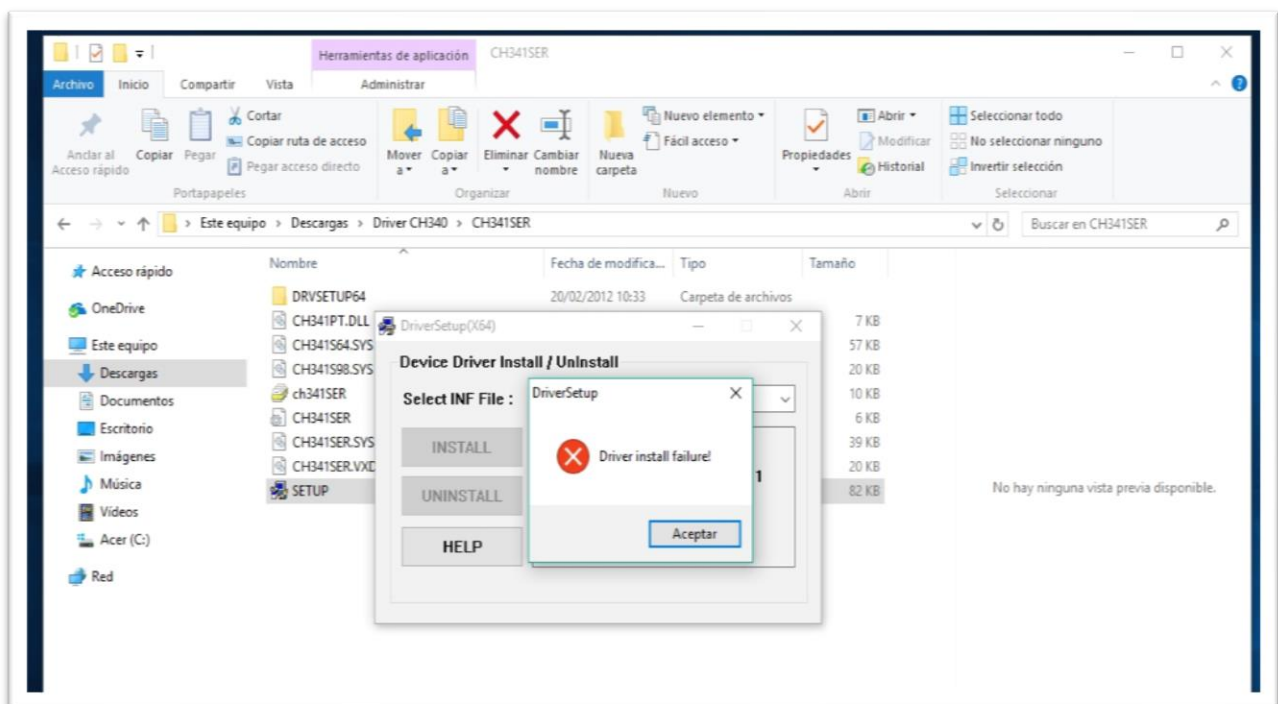 Herramientas de aplicación CH341SER
Archivo Inicio Compartir Vista Administrar
Anclar al Acceso rápido
Copiar
Pegar
Cortar
Copiar ruta de acceso
Pegar acceso directo
Portapapeles
Mover a
Copiar a
Eliminar
Cambiar nombre
Organizar
Nueva carpeta
Nuevo elemento
Fácil acceso
Nuevo
Propiedades
Abrir
Modificar
Historial
Abrir
Seleccionar todo
No seleccionar ninguno
Invertir selección
Seleccionar
Este equipo > Descargas > Driver CH340 > CH341SER
Buscar en CH341SER
Acceso rápido
OneDrive
Este equipo
Descargas
Documentos
Escritorio
Imágenes
Música
Vídeos
Acer (C:)
Red
Nombre Fecha de modifica... Tipo Tamaño
DRVSETUP64 20/02/2012 10:33 Carpeta de archivos
CH341PT.DLL 7 KB
CH341S64.SYS 57 KB
CH341S98.SYS 20 KB
ch341SER 10 KB
CH341SER 6 KB
CH341SER.SYS 39 KB
CH341SER.VXD 20 KB
SETUP 82 KB
DriverSetup(X64)
Device Driver Install / UnInstall
Select INF File :
INSTALL
UNINSTALL
HELP
1
DriverSetup
Driver install failure!
Aceptar
No hay ninguna vista previa disponible.